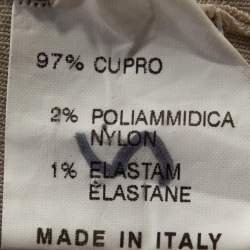 97% CUPRO
2% POLIAMMIDICA
NYLON
1% ELASTAM
ÉLASTANE
MADE IN ITALY